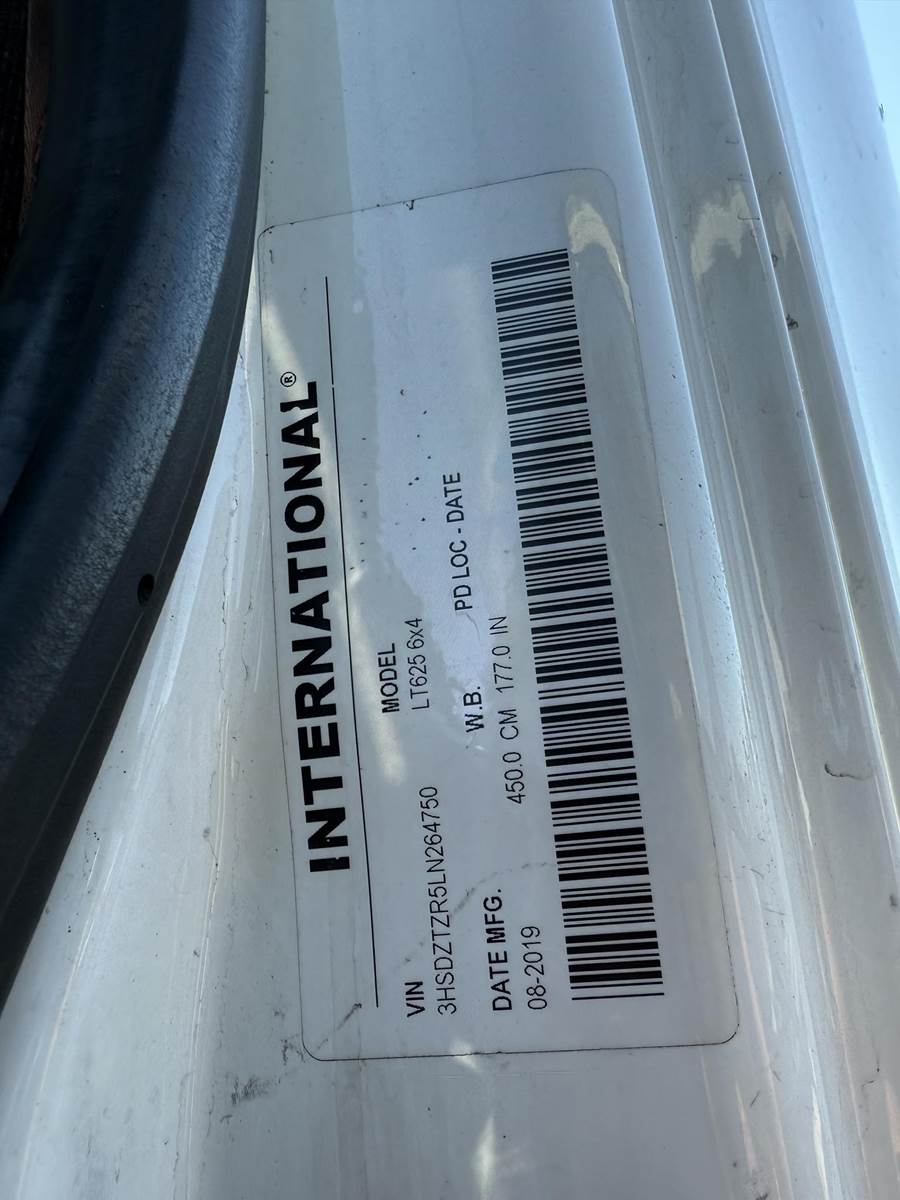 INTERNATIONAL®
VIN MODEL
3HSDZTZR5LN264750 LT625 6x4
DATE MFG. W.B. PD LOC - DATE
08-2019 450.0 CM 177.0 IN